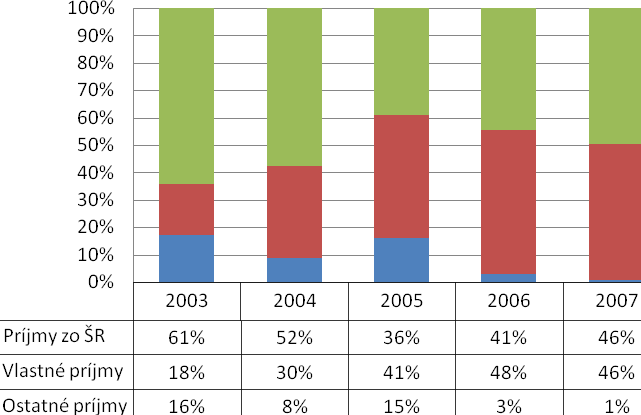 100%
90%
80%
70%
60%
50%
40%
30%
20%
10%
0%
2003 2004 2005 2006 2007
Príjmy zo ŠR 61% 52% 36% 41% 46%
Vlastné príjmy 18% 30% 41% 48% 46%
Ostatné príjmy 16% 8% 15% 3% 1%